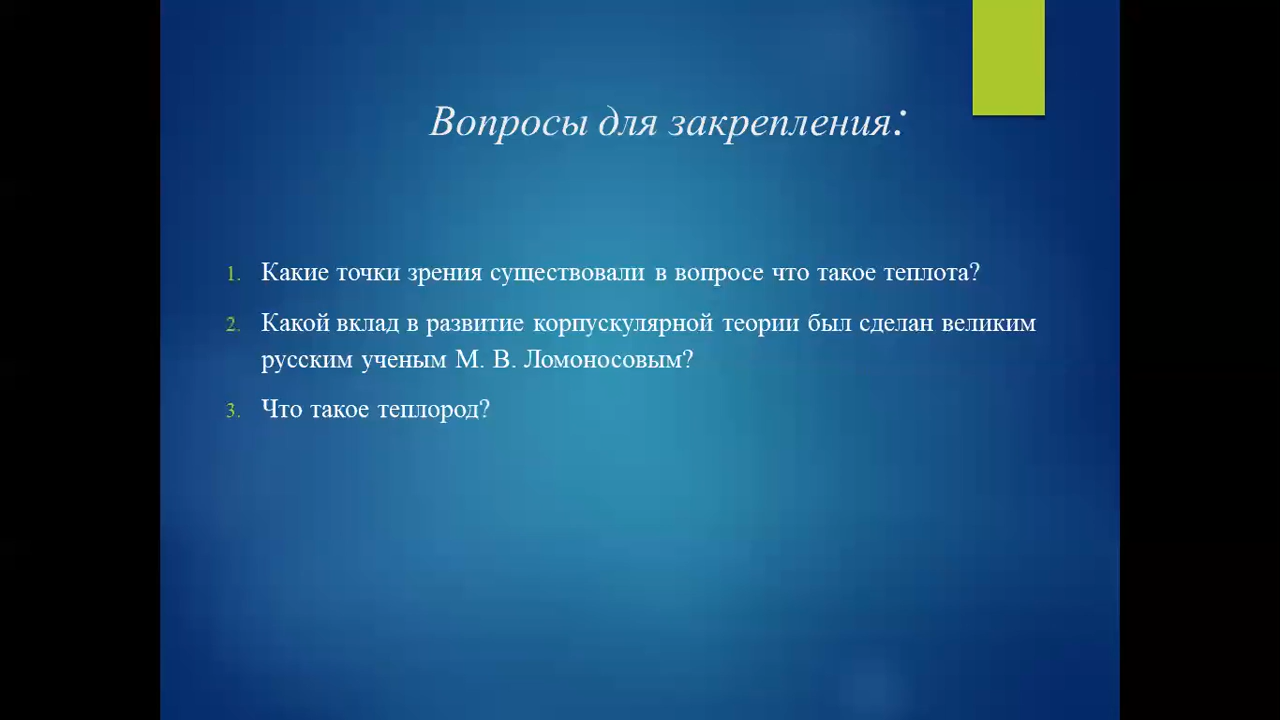 Вопросы для закрепления:
1. Какие точки зрения существовали в вопросе что такое теплота?
2. Какой вклад в развитие корпускулярной теории был сделан великим
русским ученым М. В. Ломоносовым?
3. Что такое теплород?